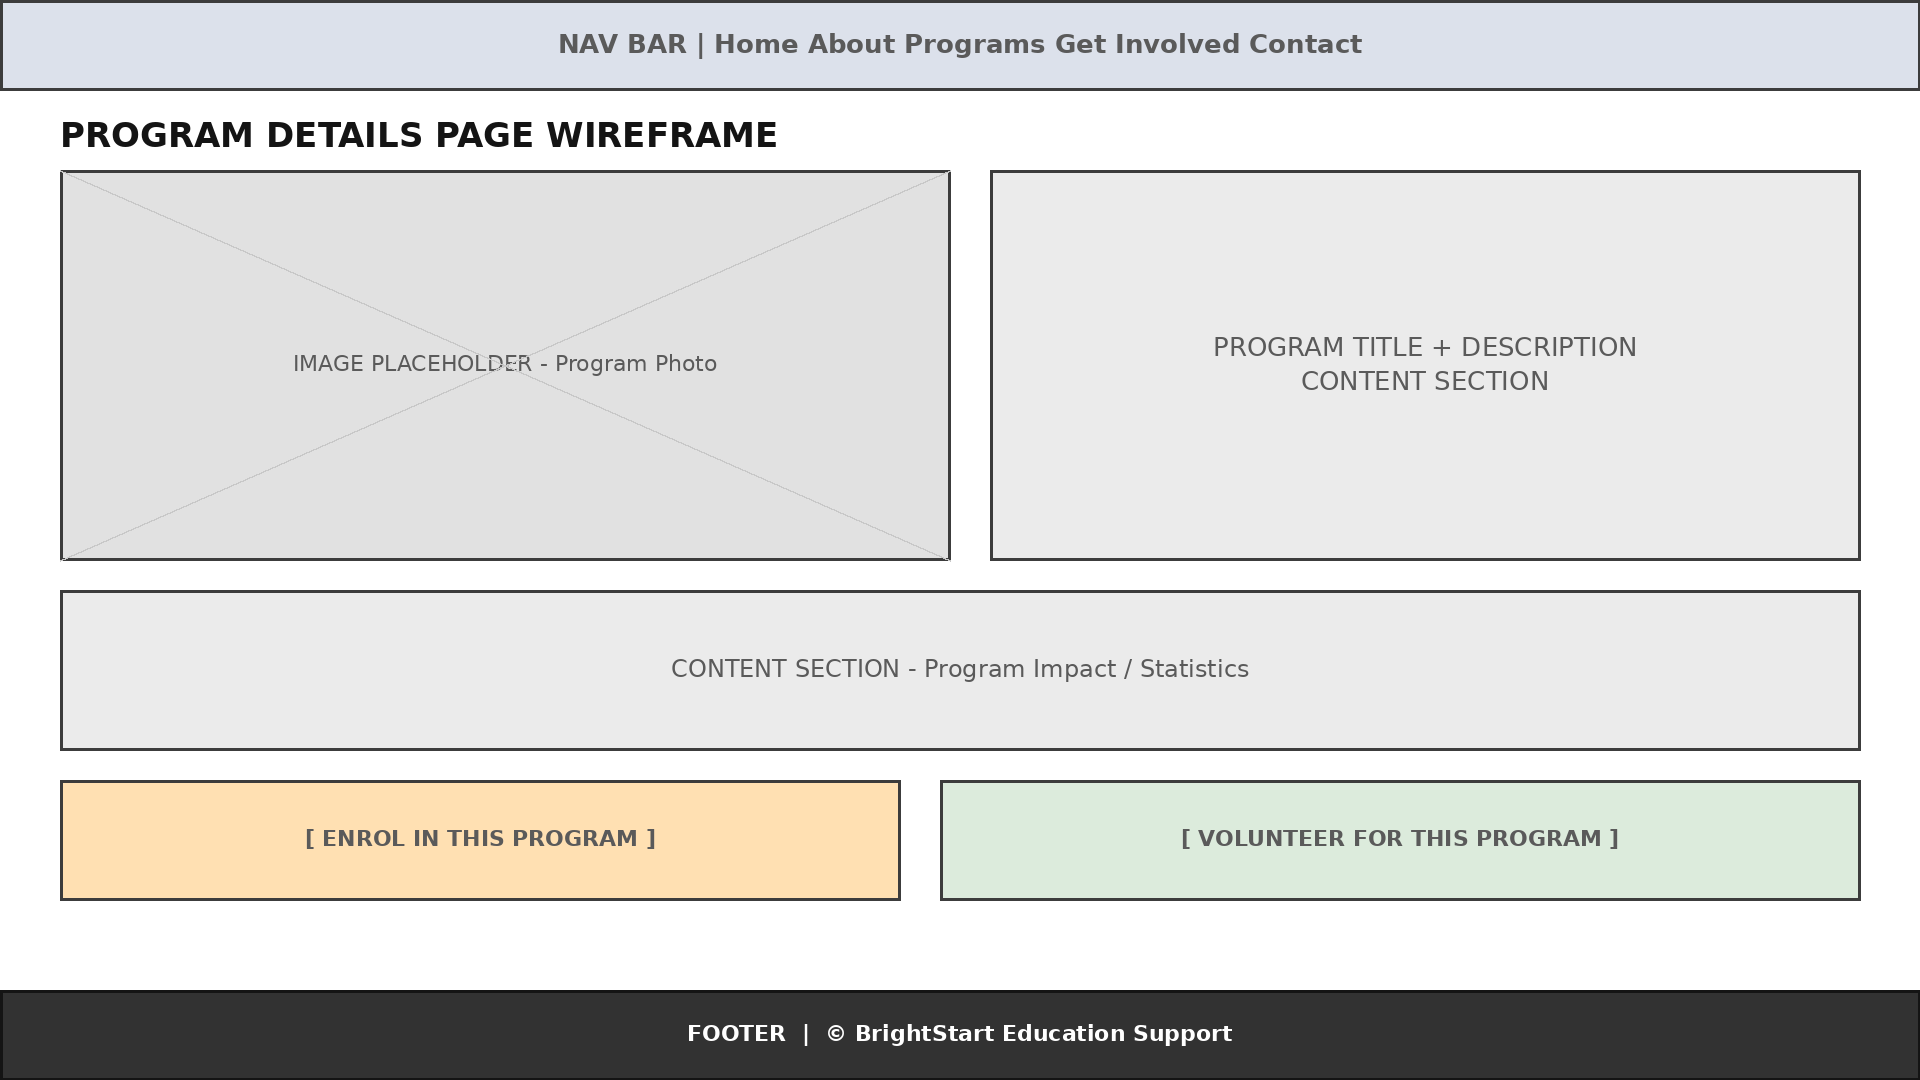 NAV BAR | Home About Programs Get Involved Contact
PROGRAM DETAILS PAGE WIREFRAME
IMAGE PLACEHOLDER - Program Photo
PROGRAM TITLE + DESCRIPTION
CONTENT SECTION
CONTENT SECTION - Program Impact / Statistics
[ ENROL IN THIS PROGRAM ]
[ VOLUNTEER FOR THIS PROGRAM ]
FOOTER | © BrightStart Education Support